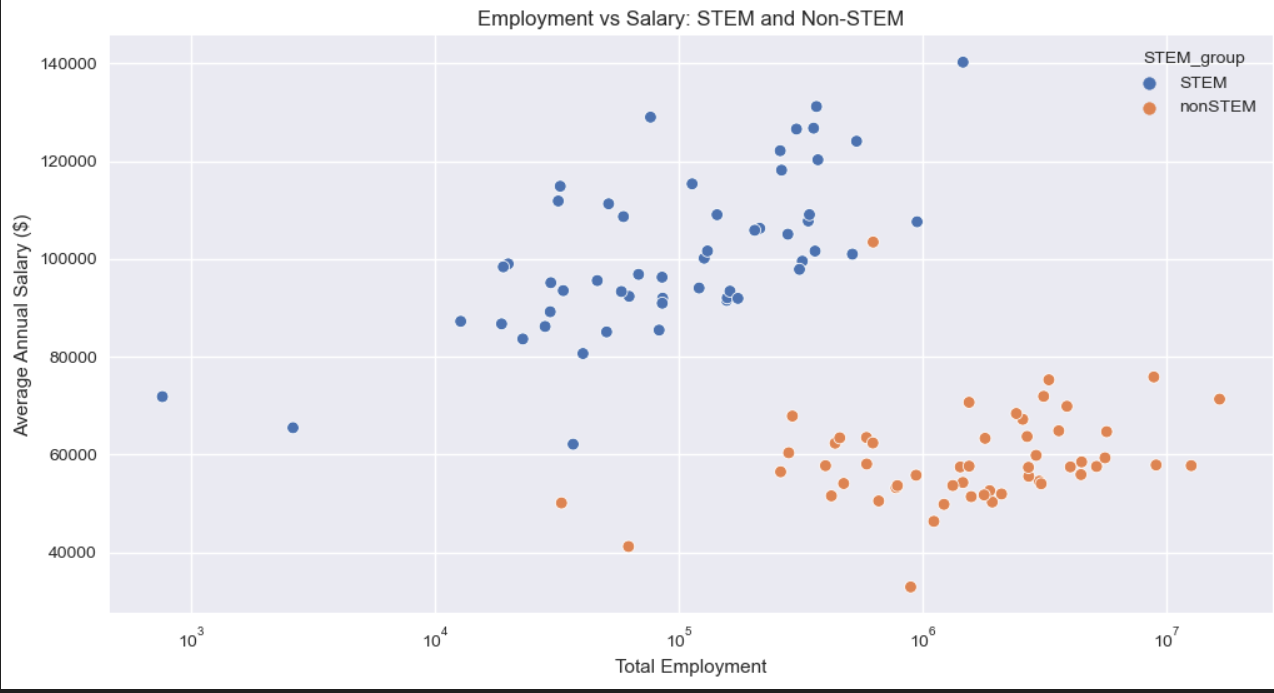 Employment vs Salary: STEM and Non-STEM
STEM_group
STEM
nonSTEM
Average Annual Salary ($)
140000
120000
100000
80000
60000
40000
10³ 10⁴ 10⁵ 10⁶ 10⁷
Total Employment